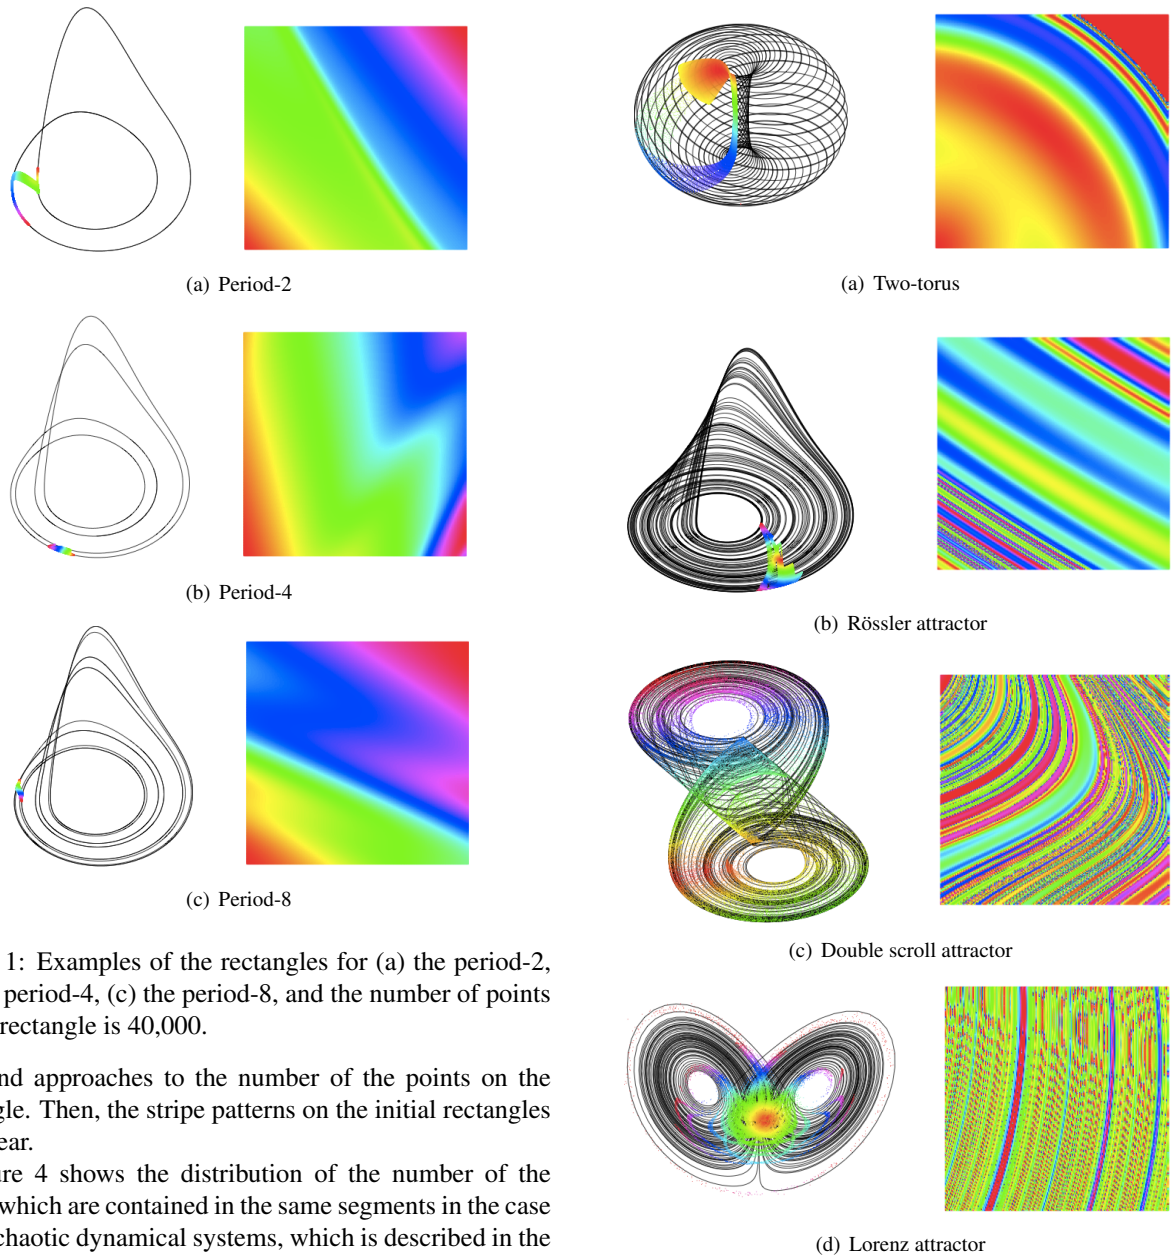 (a) Period-2
(b) Period-4
(c) Period-8
1: Examples of the rectangles for (a) the period-2,
period-4, (c) the period-8, and the number of points
rectangle is 40,000.
nd approaches to the number of the points on the
gle. Then, the stripe patterns on the initial rectangles
ear.
ure 4 shows the distribution of the number of the
which are contained in the same segments in the case
chaotic dynamical systems, which is described in the
(a) Two-torus
(b) Rössler attractor
(c) Double scroll attractor
(d) Lorenz attractor